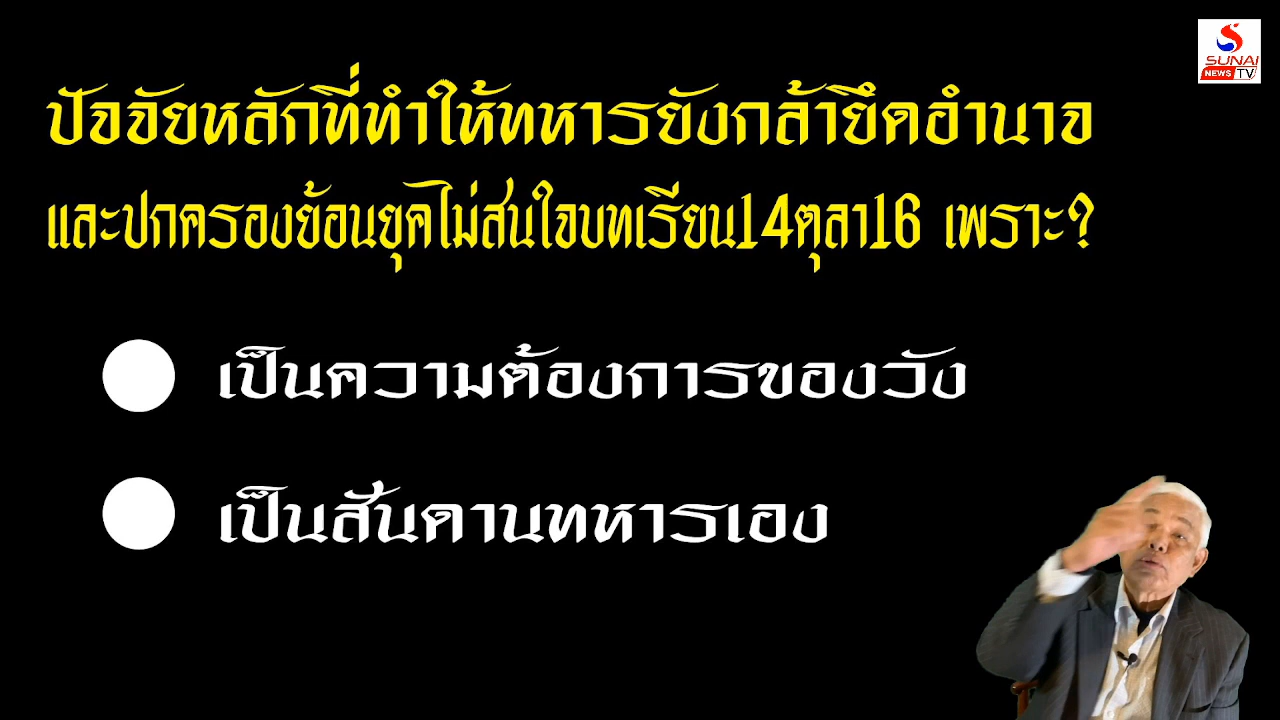 SUNAI
NEWS TV
ปัจจัยหลักที่ทำให้ทหารยังกล้ายึดอำนาจ
และปกครองย้อนยุคไม่สนใจบทเรียน14ตุลา16 เพราะ?
เป็นความต้องการของวัง
เป็นสันดานทหารเอง